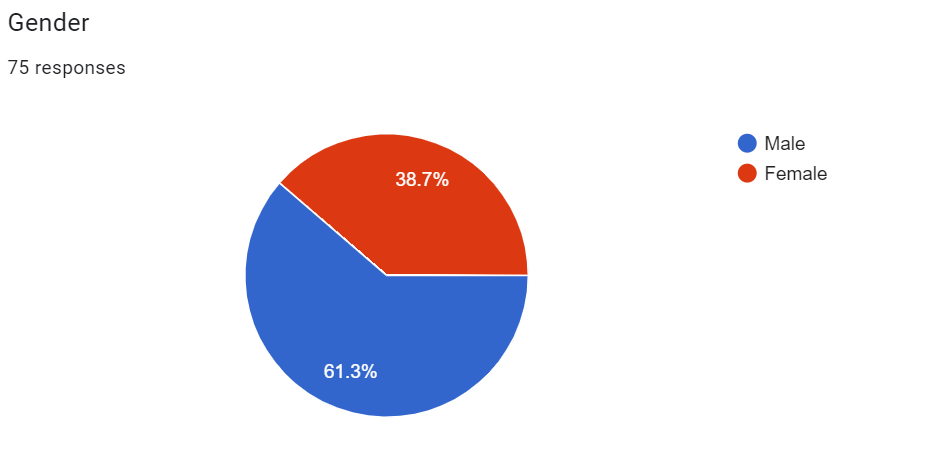 Gender
75 responses
38.7%
61.3%
Male
Female